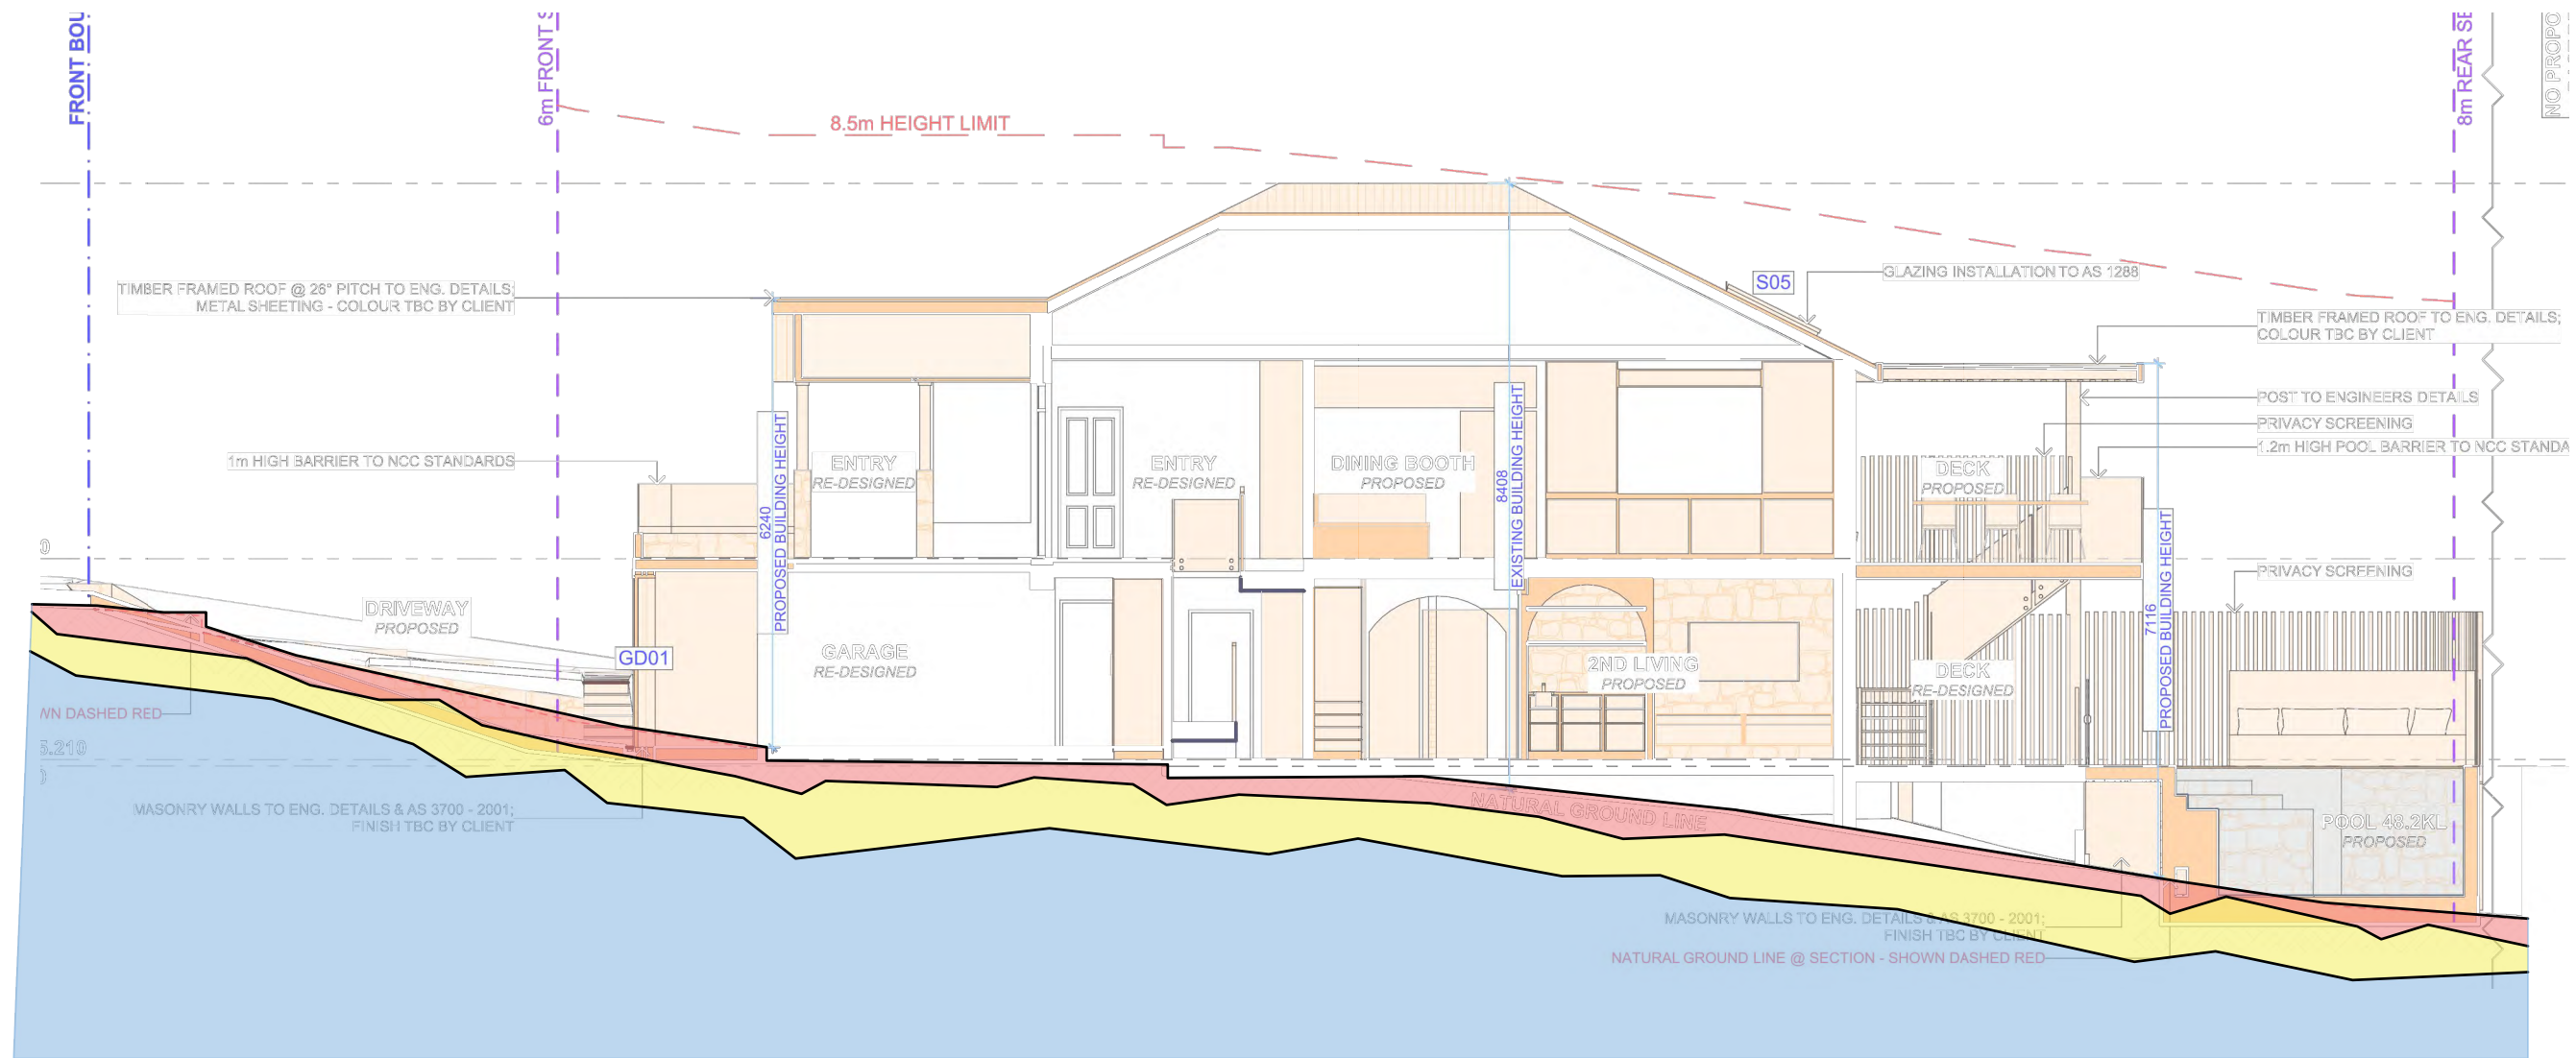 FRONT BOU
6m FRONT S
8m REAR SE
NO PROPO
8.5m HEIGHT LIMIT
TIMBER FRAMED ROOF @ 26° PITCH TO ENG. DETAILS;
METAL SHEETING - COLOUR TBC BY CLIENT
S05
GLAZING INSTALLATION TO AS 1288
TIMBER FRAMED ROOF TO ENG. DETAILS;
COLOUR TBC BY CLIENT
POST TO ENGINEERS DETAILS
PRIVACY SCREENING
1.2m HIGH POOL BARRIER TO NCC STANDA
1m HIGH BARRIER TO NCC STANDARDS
ENTRY
RE-DESIGNED
ENTRY
RE-DESIGNED
DINING BOOTH
PROPOSED
DECK
PROPOSED
6240
PROPOSED BUILDING HEIGHT
8408
EXISTING BUILDING HEIGHT
7116
PROPOSED BUILDING HEIGHT
0
PRIVACY SCREENING
DRIVEWAY
PROPOSED
GD01
GARAGE
RE-DESIGNED
2ND LIVING
PROPOSED
DECK
RE-DESIGNED
WN DASHED RED
5.210
)
MASONRY WALLS TO ENG. DETAILS & AS 3700 - 2001;
FINISH TBC BY CLIENT
NATURAL GROUND LINE
POOL 48.2KL
PROPOSED
MASONRY WALLS TO ENG. DETAILS & AS 3700 - 2001;
FINISH TBC BY CLIENT
NATURAL GROUND LINE @ SECTION - SHOWN DASHED RED